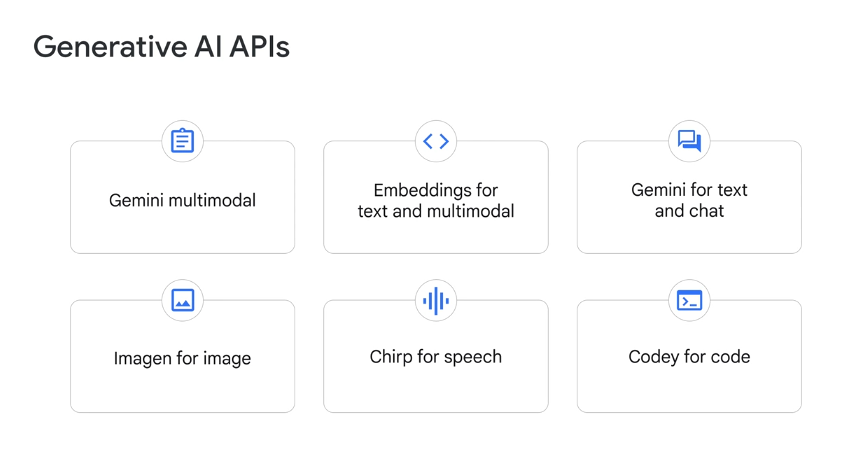 Generative AI APIs
Gemini multimodal
Embeddings for
text and multimodal
Gemini for text
and chat
Imagen for image
Chirp for speech
Codey for code